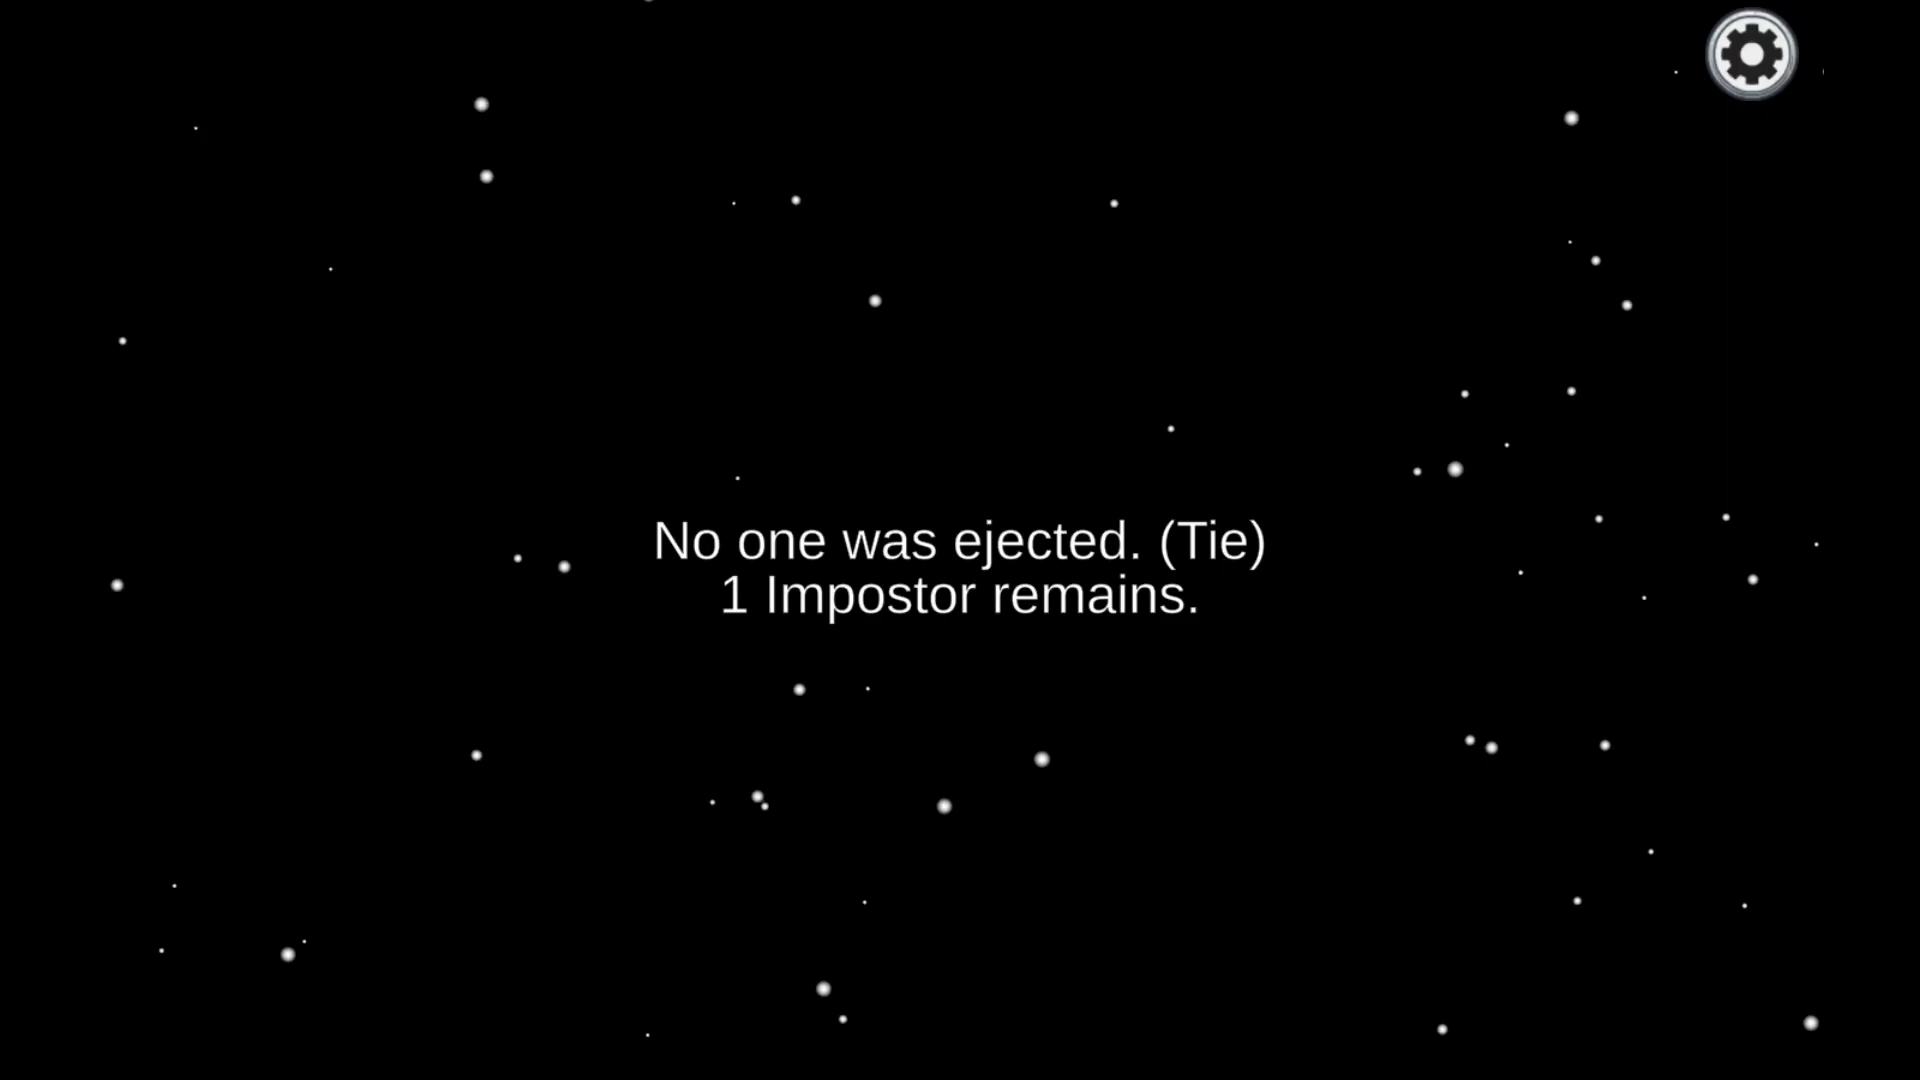 No one was ejected. (Tie)
1 Impostor remains.